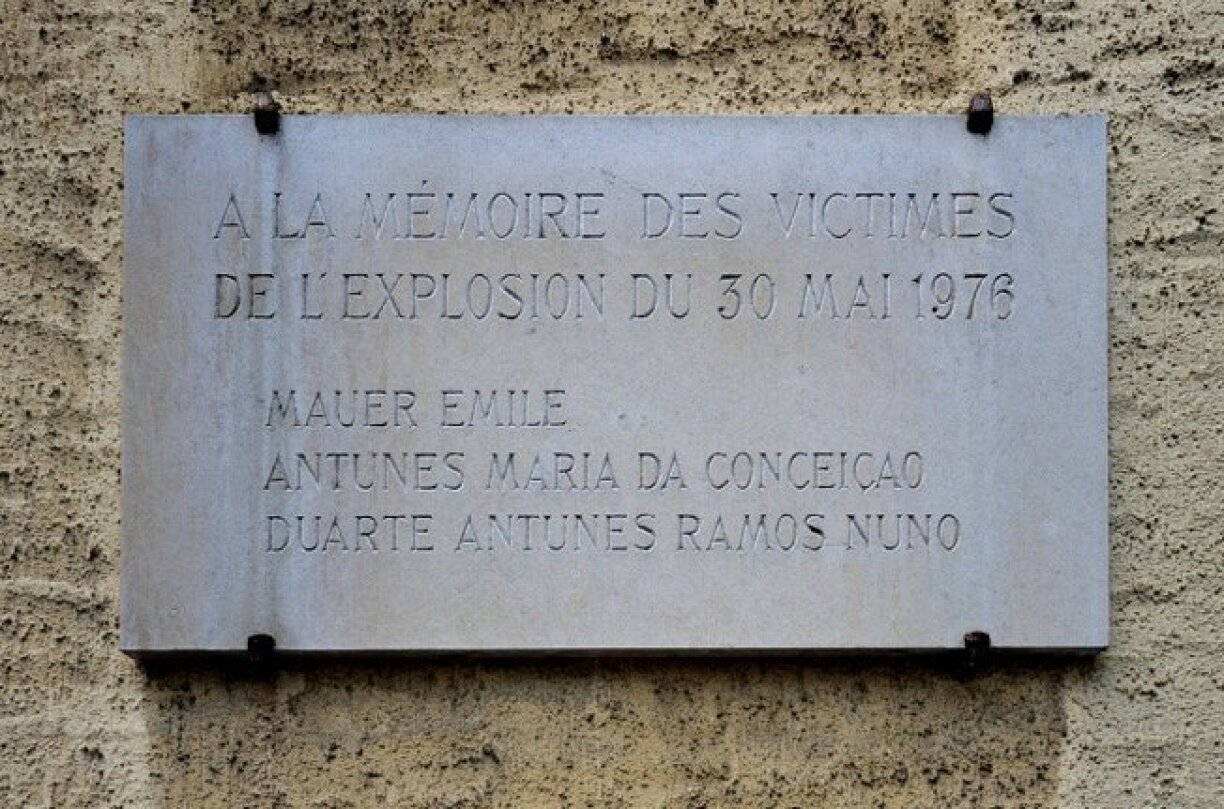 A LA MÉMOIRE DES VICTIMES
DE L'EXPLOSION DU 30 MAI 1976
MAUER EMILE
ANTUNES MARIA DA CONCEIÇAO
DUARTE ANTUNES RAMOS NUNO